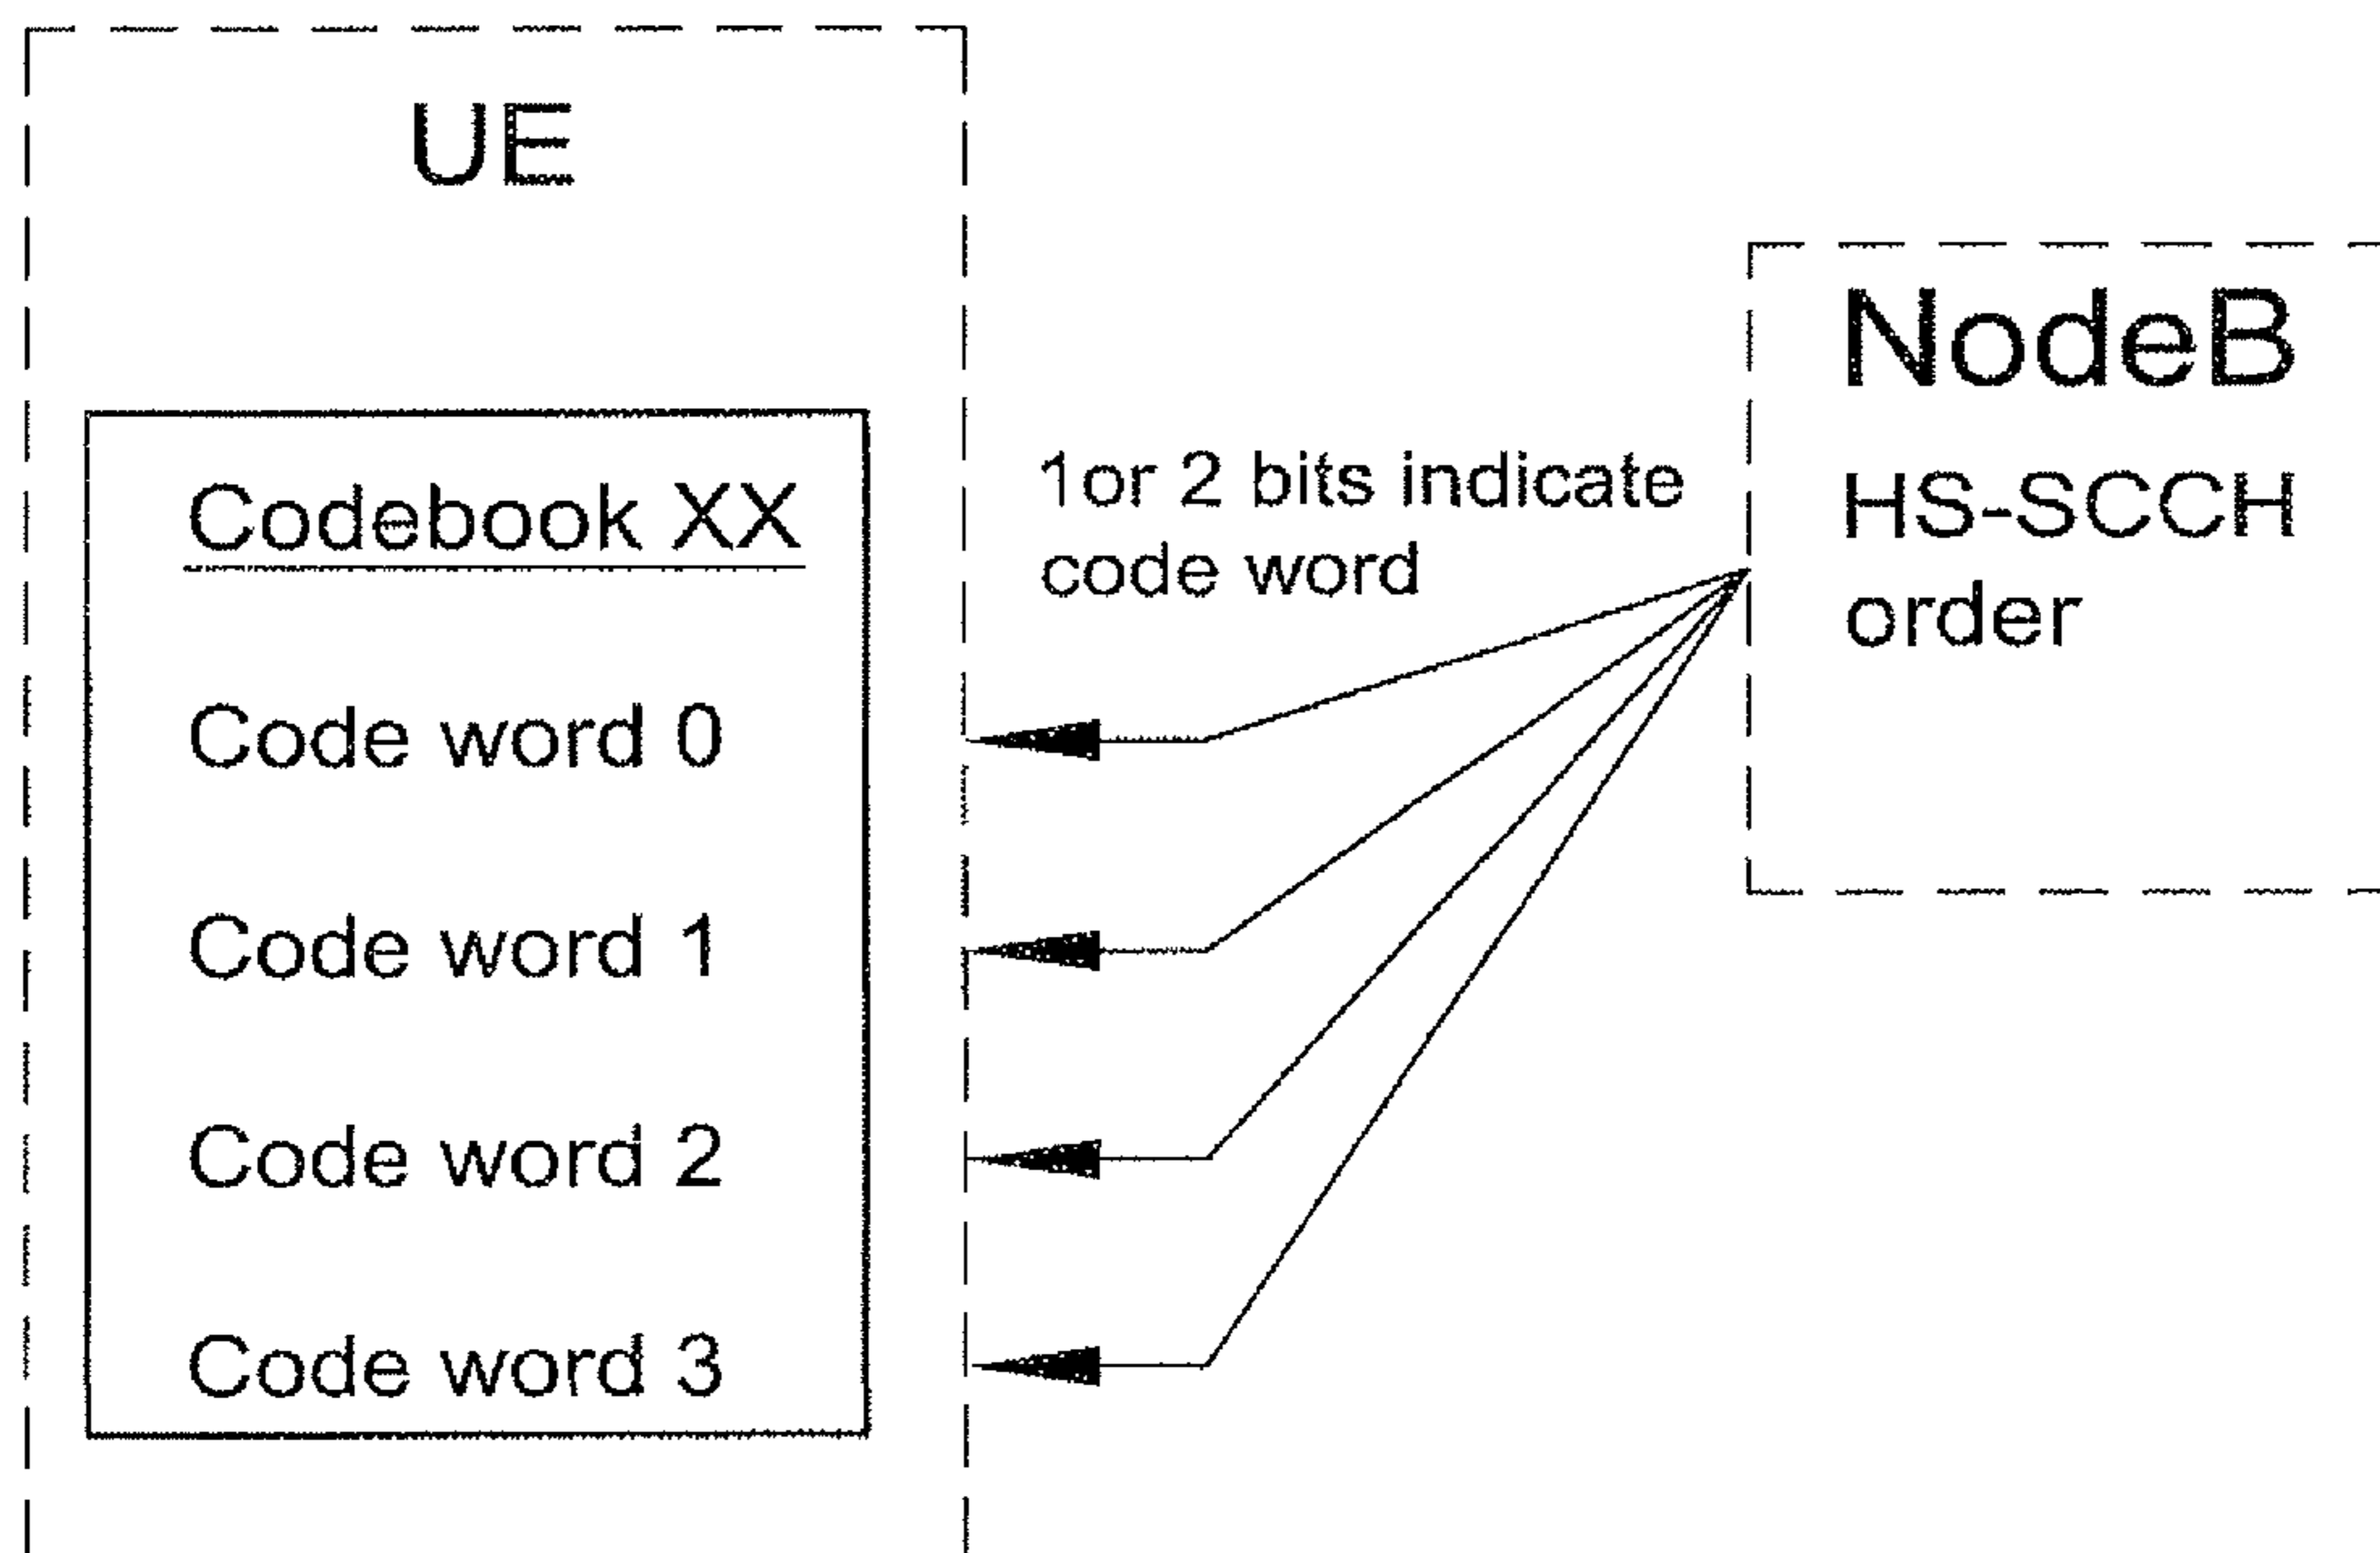 UE
Codebook XX
Code word 0
Code word 1
Code word 2
Code word 3
1or 2 bits indicate
code word
NodeB
HS-SCCH
order